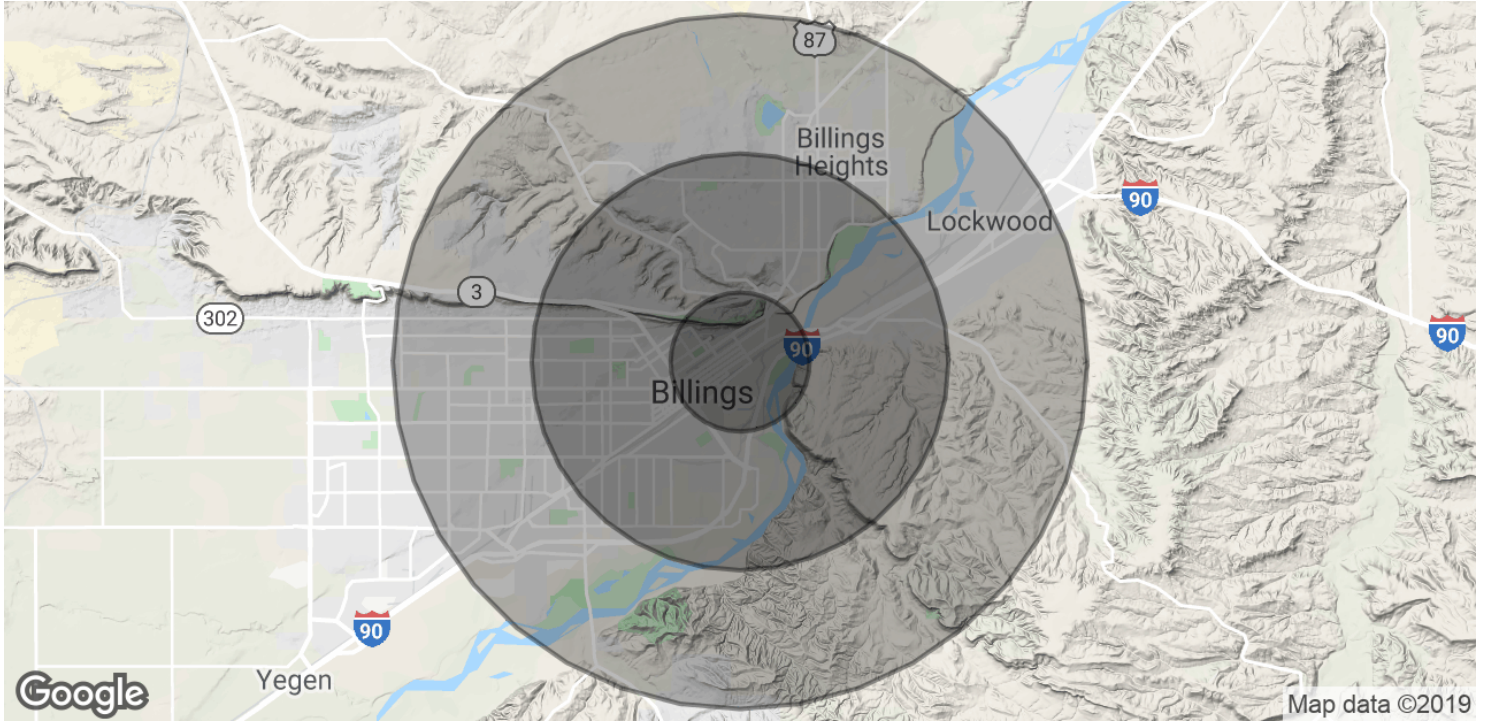 87
Billings
Heights
90
Lockwood
3
302
90
90
Billings
90
Yegen
Google
Map data ©2019